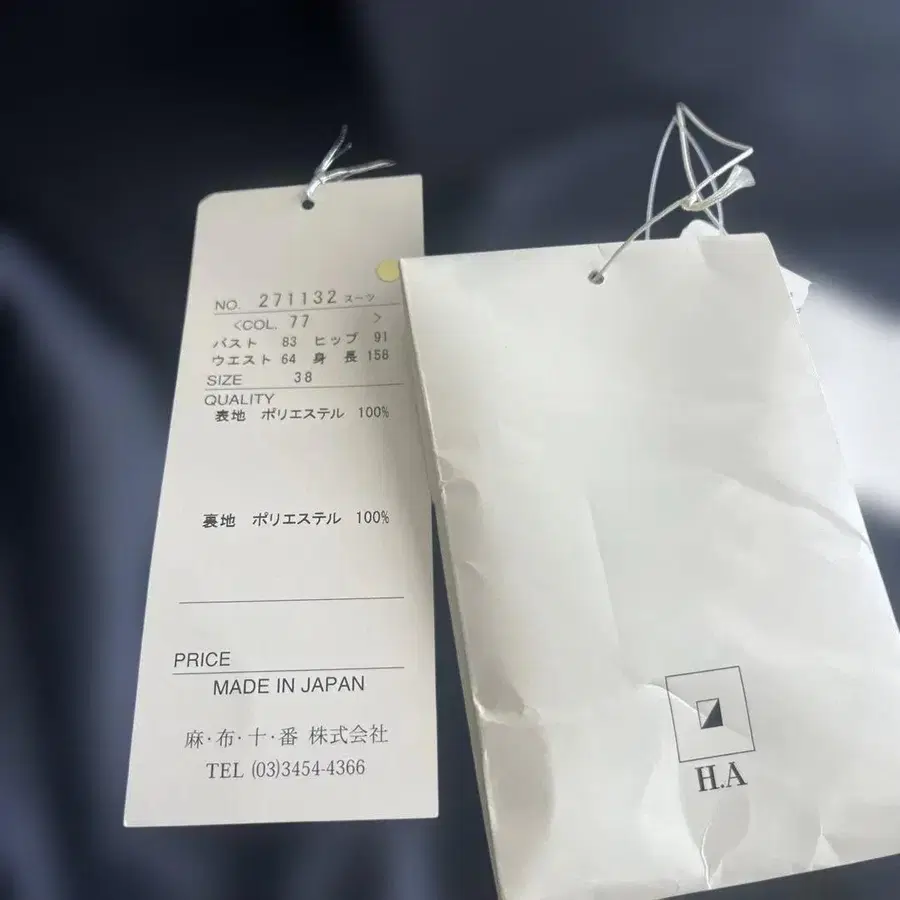 NO. 271132 スーツ
<COL. 77 >
バスト 83 ヒップ 91
ウエスト 64 身 長 158
SIZE 38
QUALITY
表地 ポリエステル 100%
裏地 ポリエステル 100%
PRICE
MADE IN JAPAN
麻・布・十・番 株式会社
TEL (03)3454-4366
H.A